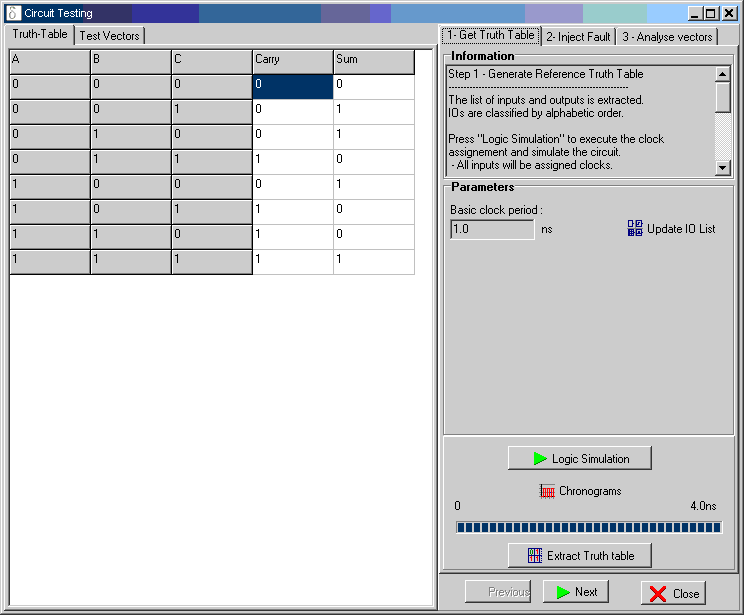 Circuit Testing
Truth-Table
Test Vectors
A B C Carry Sum
0 0 0 0 0
0 0 1 0 1
0 1 0 0 1
0 1 1 1 0
1 0 0 0 1
1 0 1 1 0
1 1 0 1 0
1 1 1 1 1
1- Get Truth Table
2- Inject Fault
3 - Analyse vectors
Information
Step 1 - Generate Reference Truth Table
------------------------------------------------------------
The list of inputs and outputs is extracted.
IOs are classified by alphabetic order.
Press "Logic Simulation" to execute the clock
assignement and simulate the circuit.
- All inputs will be assigned clocks.
Parameters
Basic clock period :
1.0 ns
Update IO List
Logic Simulation
Chronograms
0 4.0ns
Extract Truth table
Previous
Next
Close